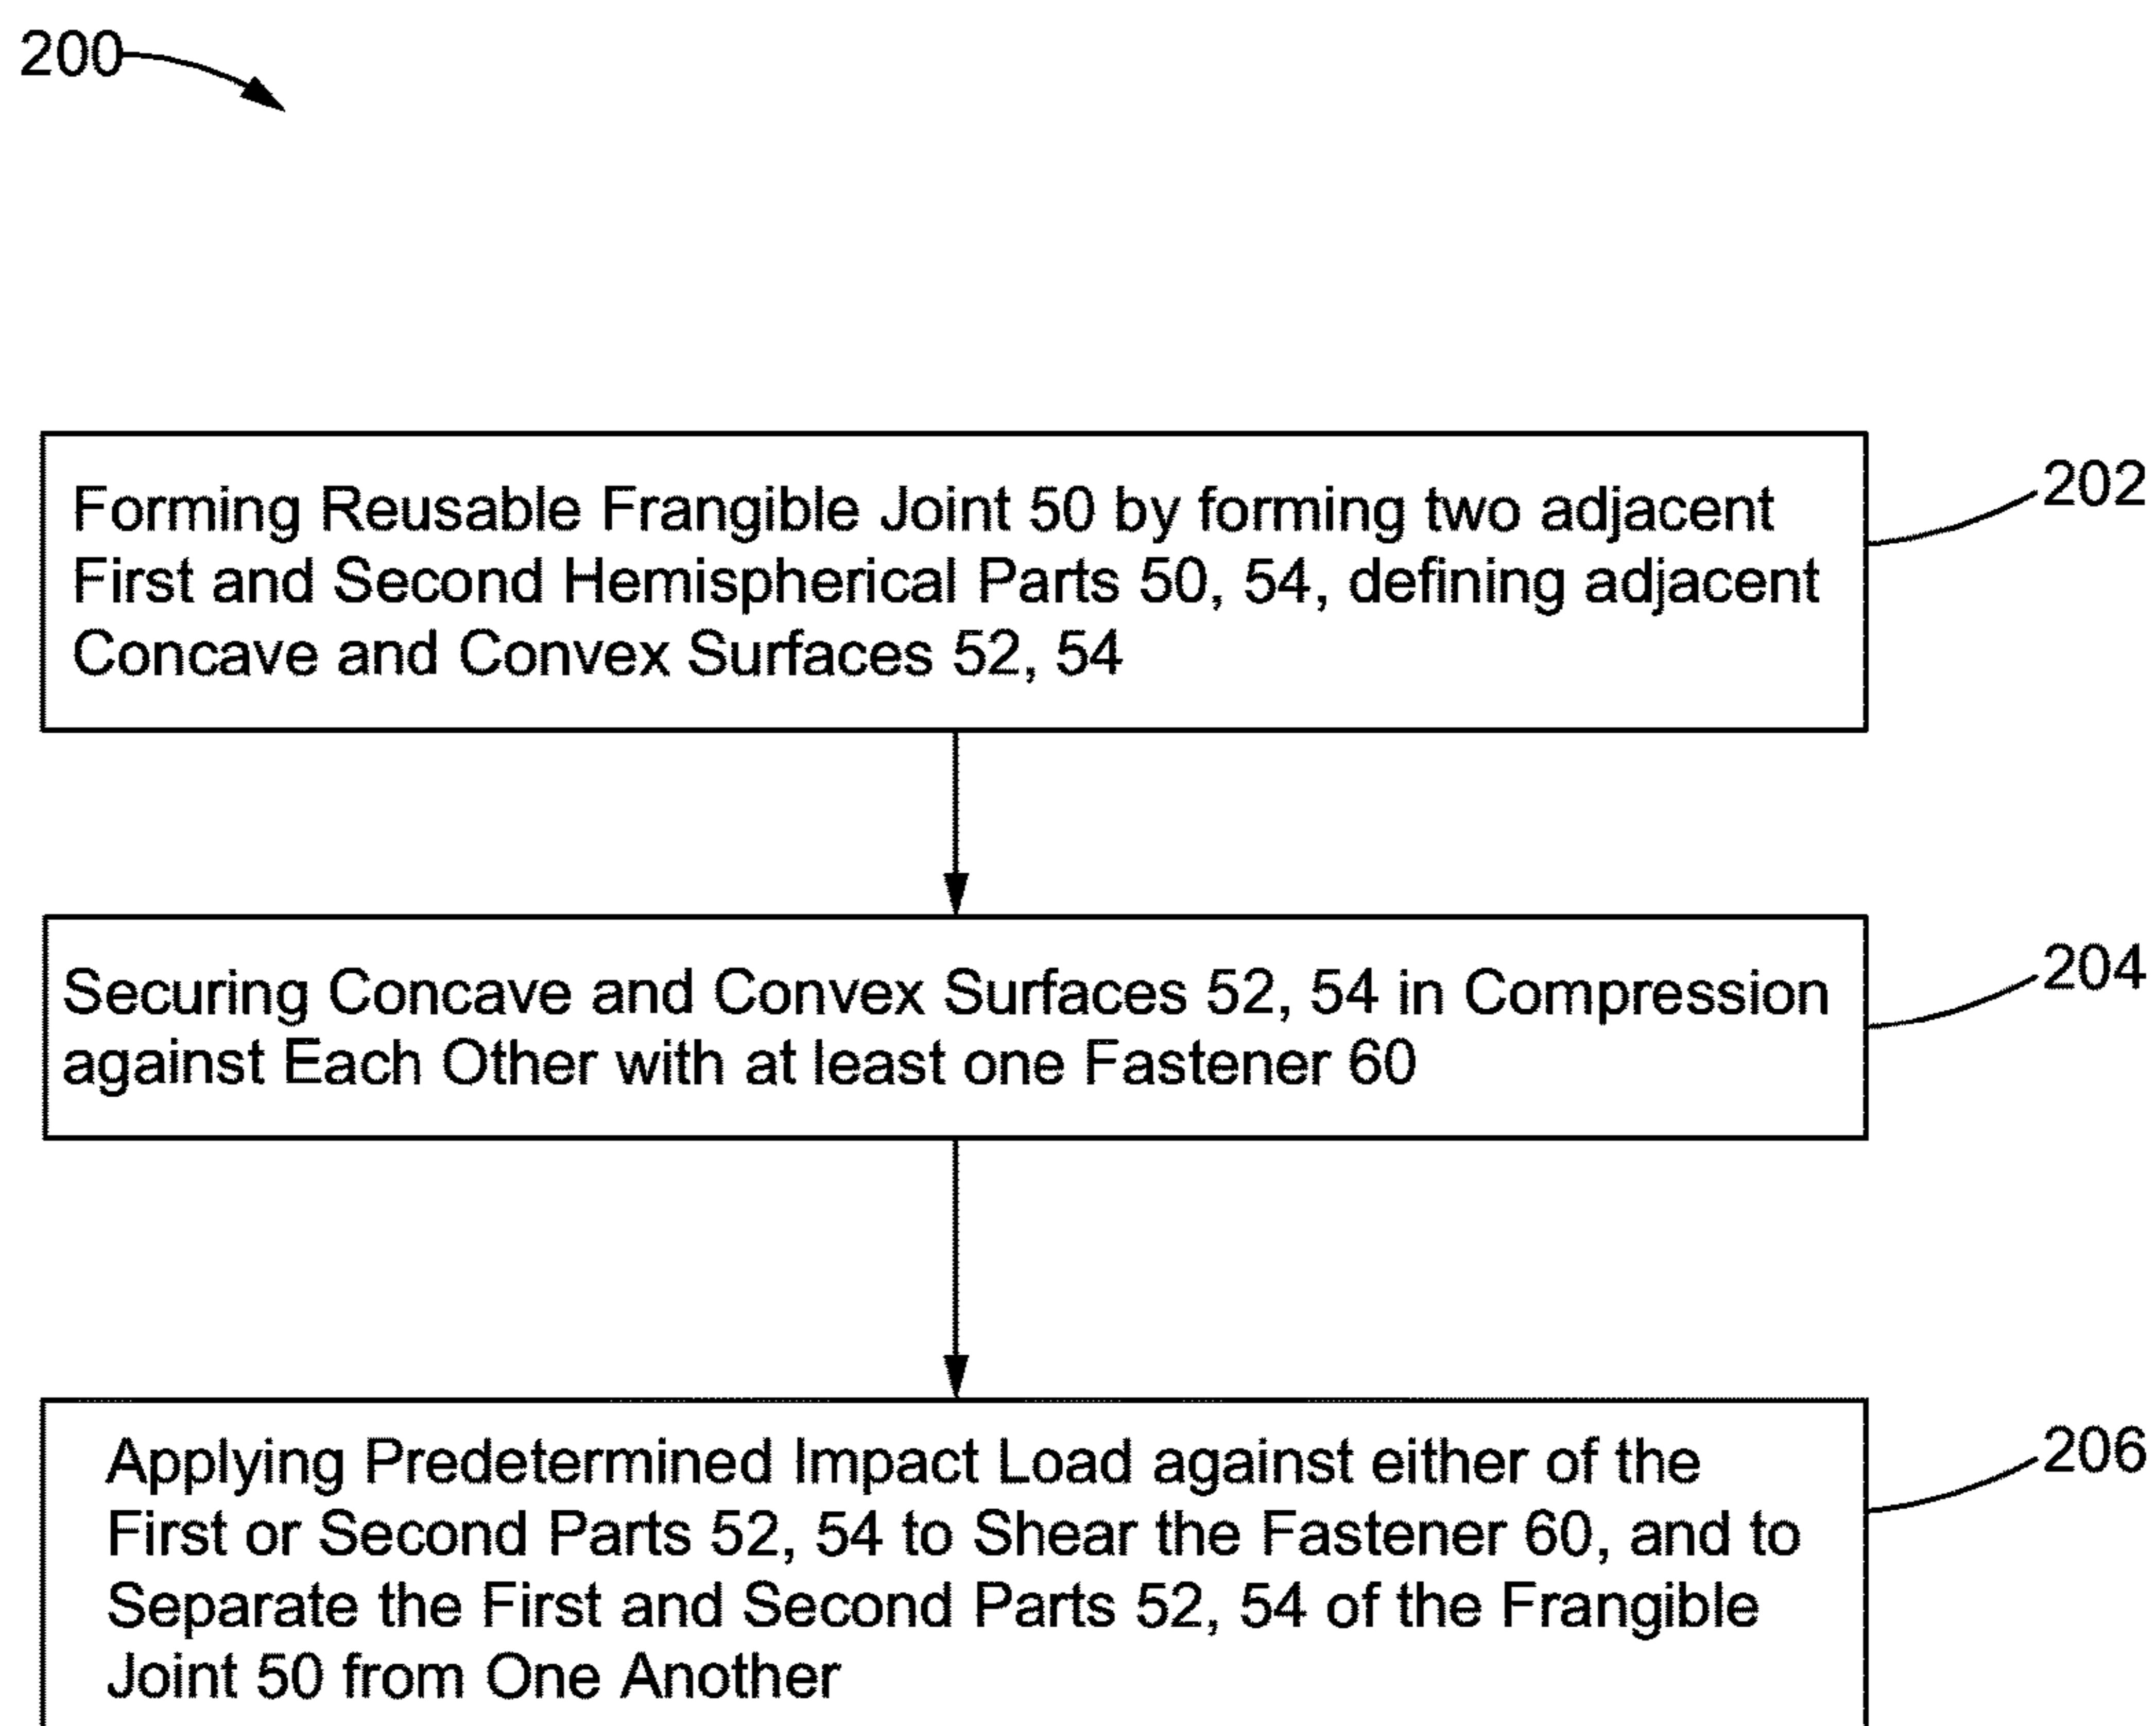 200
Forming Reusable Frangible Joint 50 by forming two adjacent
First and Second Hemispherical Parts 50, 54, defining adjacent
Concave and Convex Surfaces 52, 54
202
Securing Concave and Convex Surfaces 52, 54 in Compression
against Each Other with at least one Fastener 60
204
Applying Predetermined Impact Load against either of the
First or Second Parts 52, 54 to Shear the Fastener 60, and to
Separate the First and Second Parts 52, 54 of the Frangible
Joint 50 from One Another
206